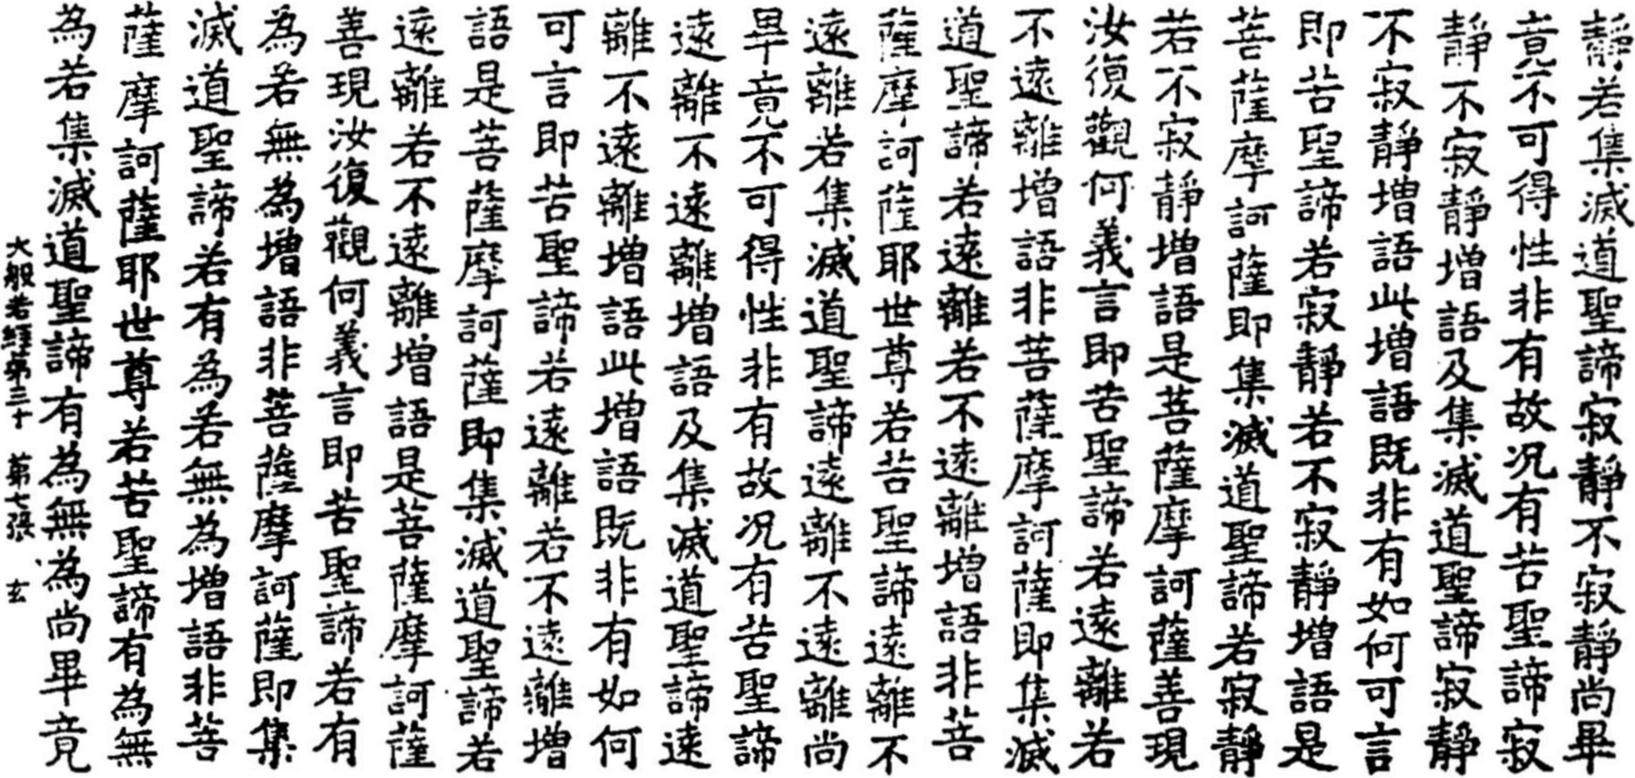 靜若集滅道聖諦寂靜不寂靜尚畢
竟不可得性非有故况有苦聖諦寂
靜不寂靜增語及集滅道聖諦寂靜
不寂靜增語此增語既非有如何可言
即苦聖諦若寂靜若不寂靜增語是
菩薩摩訶薩即集滅道聖諦若寂靜
若不寂靜增語是菩薩摩訶薩善現
汝復觀何義言即苦聖諦若遠離若
不遠離增語非菩薩摩訶薩即集滅
道聖諦若遠離若不遠離增語非菩
薩摩訶薩耶世尊若苦聖諦遠離不
遠離若集滅道聖諦遠離不遠離尚
畢竟不可得性非有故况有苦聖諦
遠離不遠離增語及集滅道聖諦遠
離不遠離增語此增語既非有如何
可言即苦聖諦若遠離若不遠離增
語是菩薩摩訶薩即集滅道聖諦若
遠離若不遠離增語是菩薩摩訶薩
善現汝復觀何義言即苦聖諦若有
為若無為增語非菩薩摩訶薩即集
滅道聖諦若有為若無為增語非菩
薩摩訶薩耶世尊若苦聖諦有為無
為若集滅道聖諦有為無為尚畢竟
大般若經第三十 第七張 玄